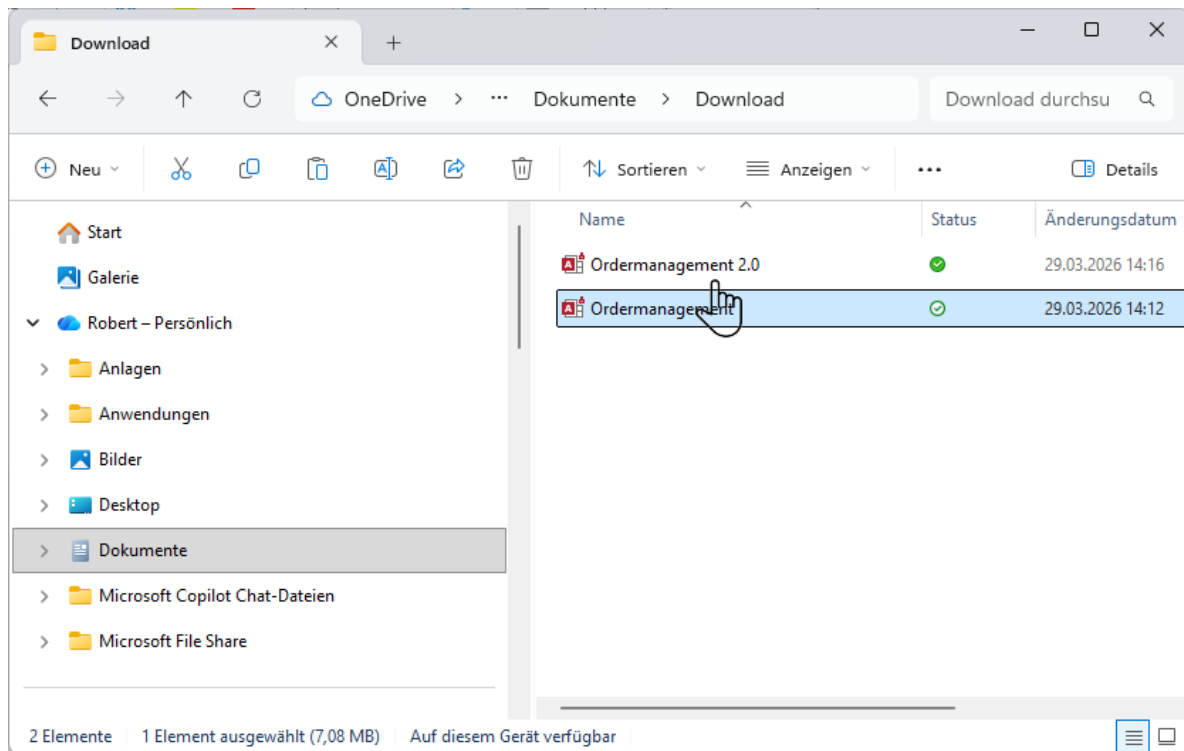 Download
OneDrive > ... Dokumente > Download
Download durchsu
Neu
Sortieren
Anzeigen
Details
Start
Galerie
Robert – Persönlich
Anlagen
Anwendungen
Bilder
Desktop
Dokumente
Microsoft Copilot Chat-Dateien
Microsoft File Share
Name Status Änderungsdatum
Ordermanagement 2.0 29.03.2026 14:16
Ordermanagement 29.03.2026 14:12
2 Elemente 1 Element ausgewählt (7,08 MB) Auf diesem Gerät verfügbar